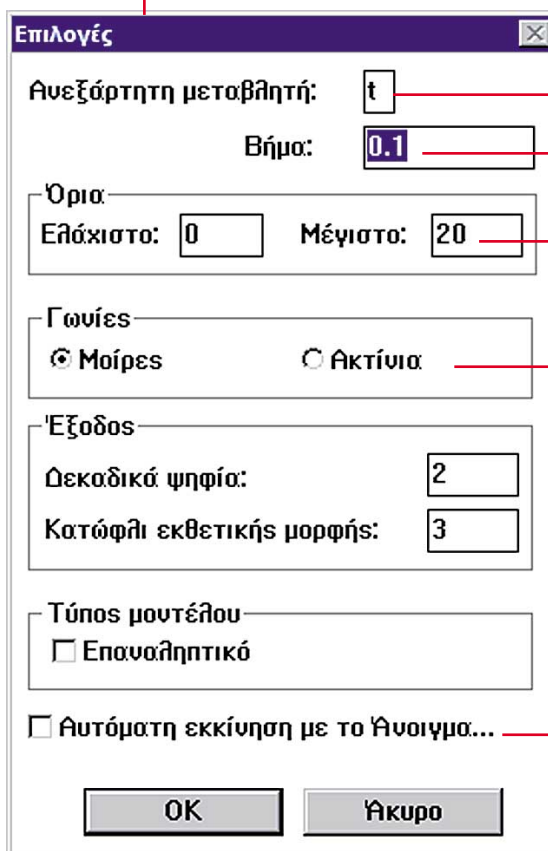 Επιλογές
Ανεξάρτητη μεταβλητή: t
Βήμα: 0.1
Όρια
Ελάχιστο: 0 Μέγιστο: 20
Γωνίες
Μοίρες Ακτίνια
Έξοδος
Δεκαδικά ψηφία: 2
Κατώφλι εκθετικής μορφής: 3
Τύπος μοντέλου
Επαναληπτικό
Αυτόματη εκκίνηση με το Άνοιγμα...
OK Άκυρο